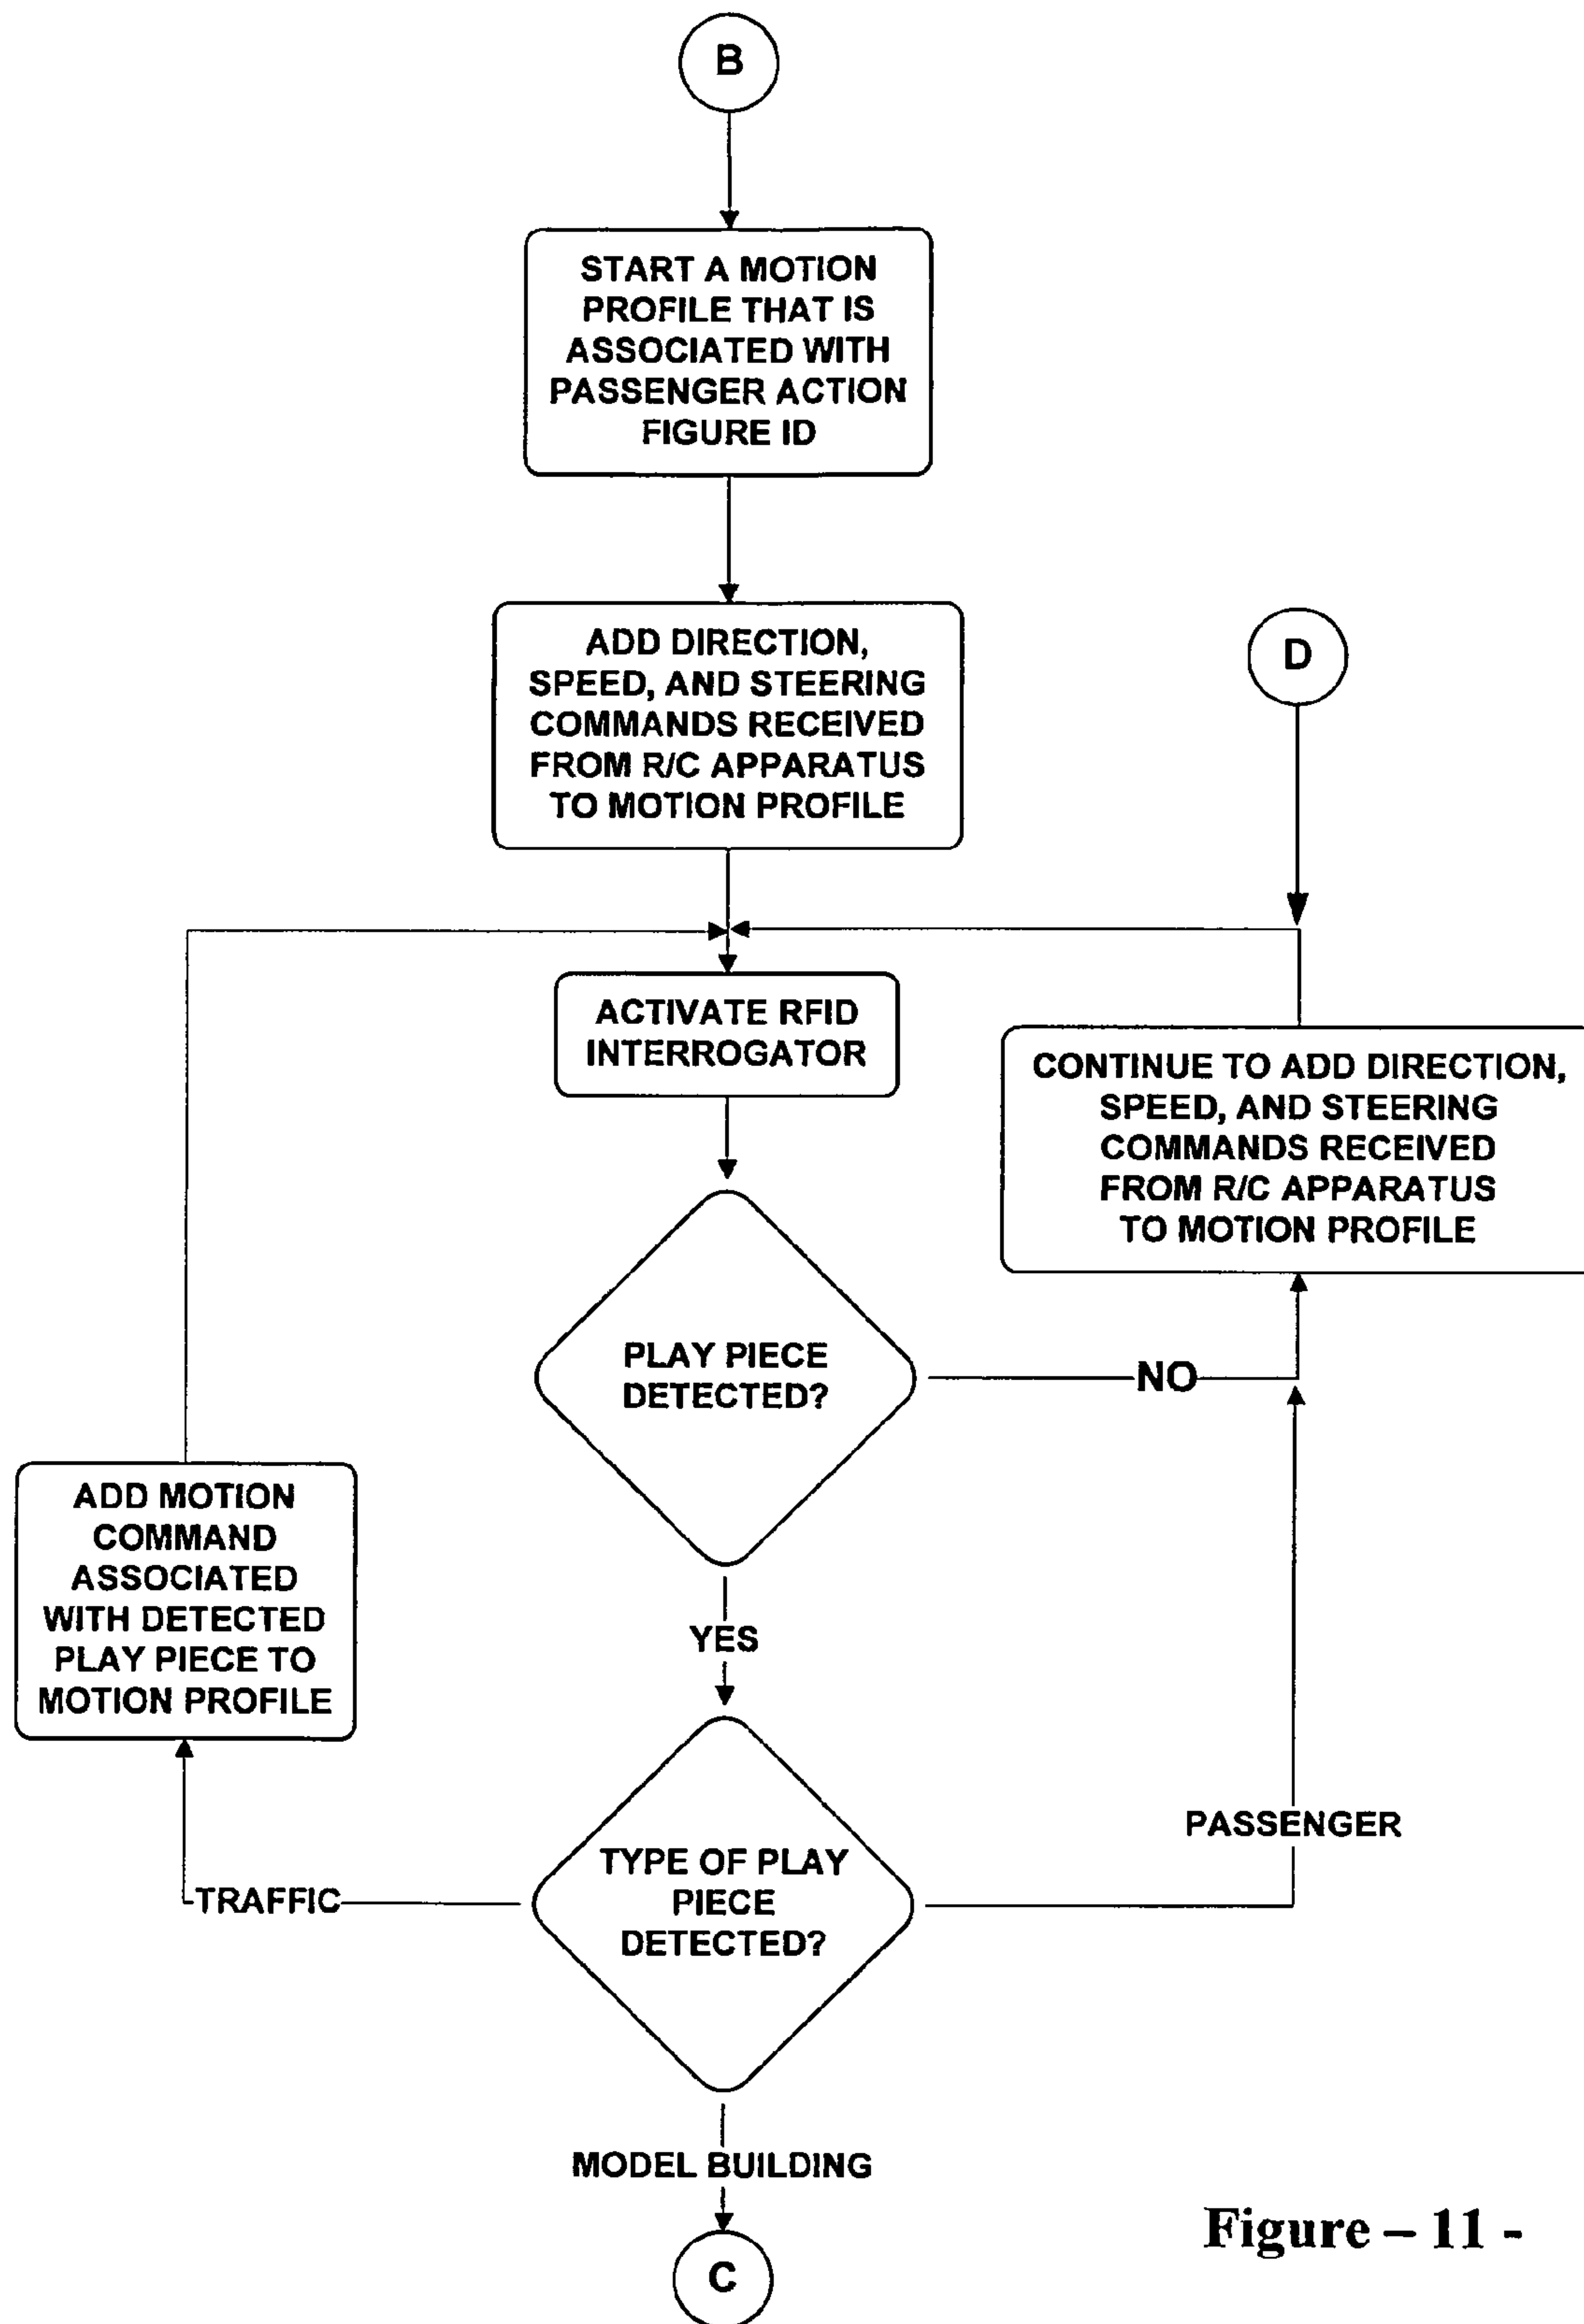 B
START A MOTION
PROFILE THAT IS
ASSOCIATED WITH
PASSENGER ACTION
FIGURE ID
ADD DIRECTION,
SPEED, AND STEERING
COMMANDS RECEIVED
FROM R/C APPARATUS
TO MOTION PROFILE
D
ACTIVATE RFID
INTERROGATOR
CONTINUE TO ADD DIRECTION,
SPEED, AND STEERING
COMMANDS RECEIVED
FROM R/C APPARATUS
TO MOTION PROFILE
PLAY PIECE
DETECTED?
NO
ADD MOTION
COMMAND
ASSOCIATED
WITH DETECTED
PLAY PIECE TO
MOTION PROFILE
YES
PASSENGER
TYPE OF PLAY
PIECE
DETECTED?
TRAFFIC
MODEL BUILDING
C
Figure – 11 -